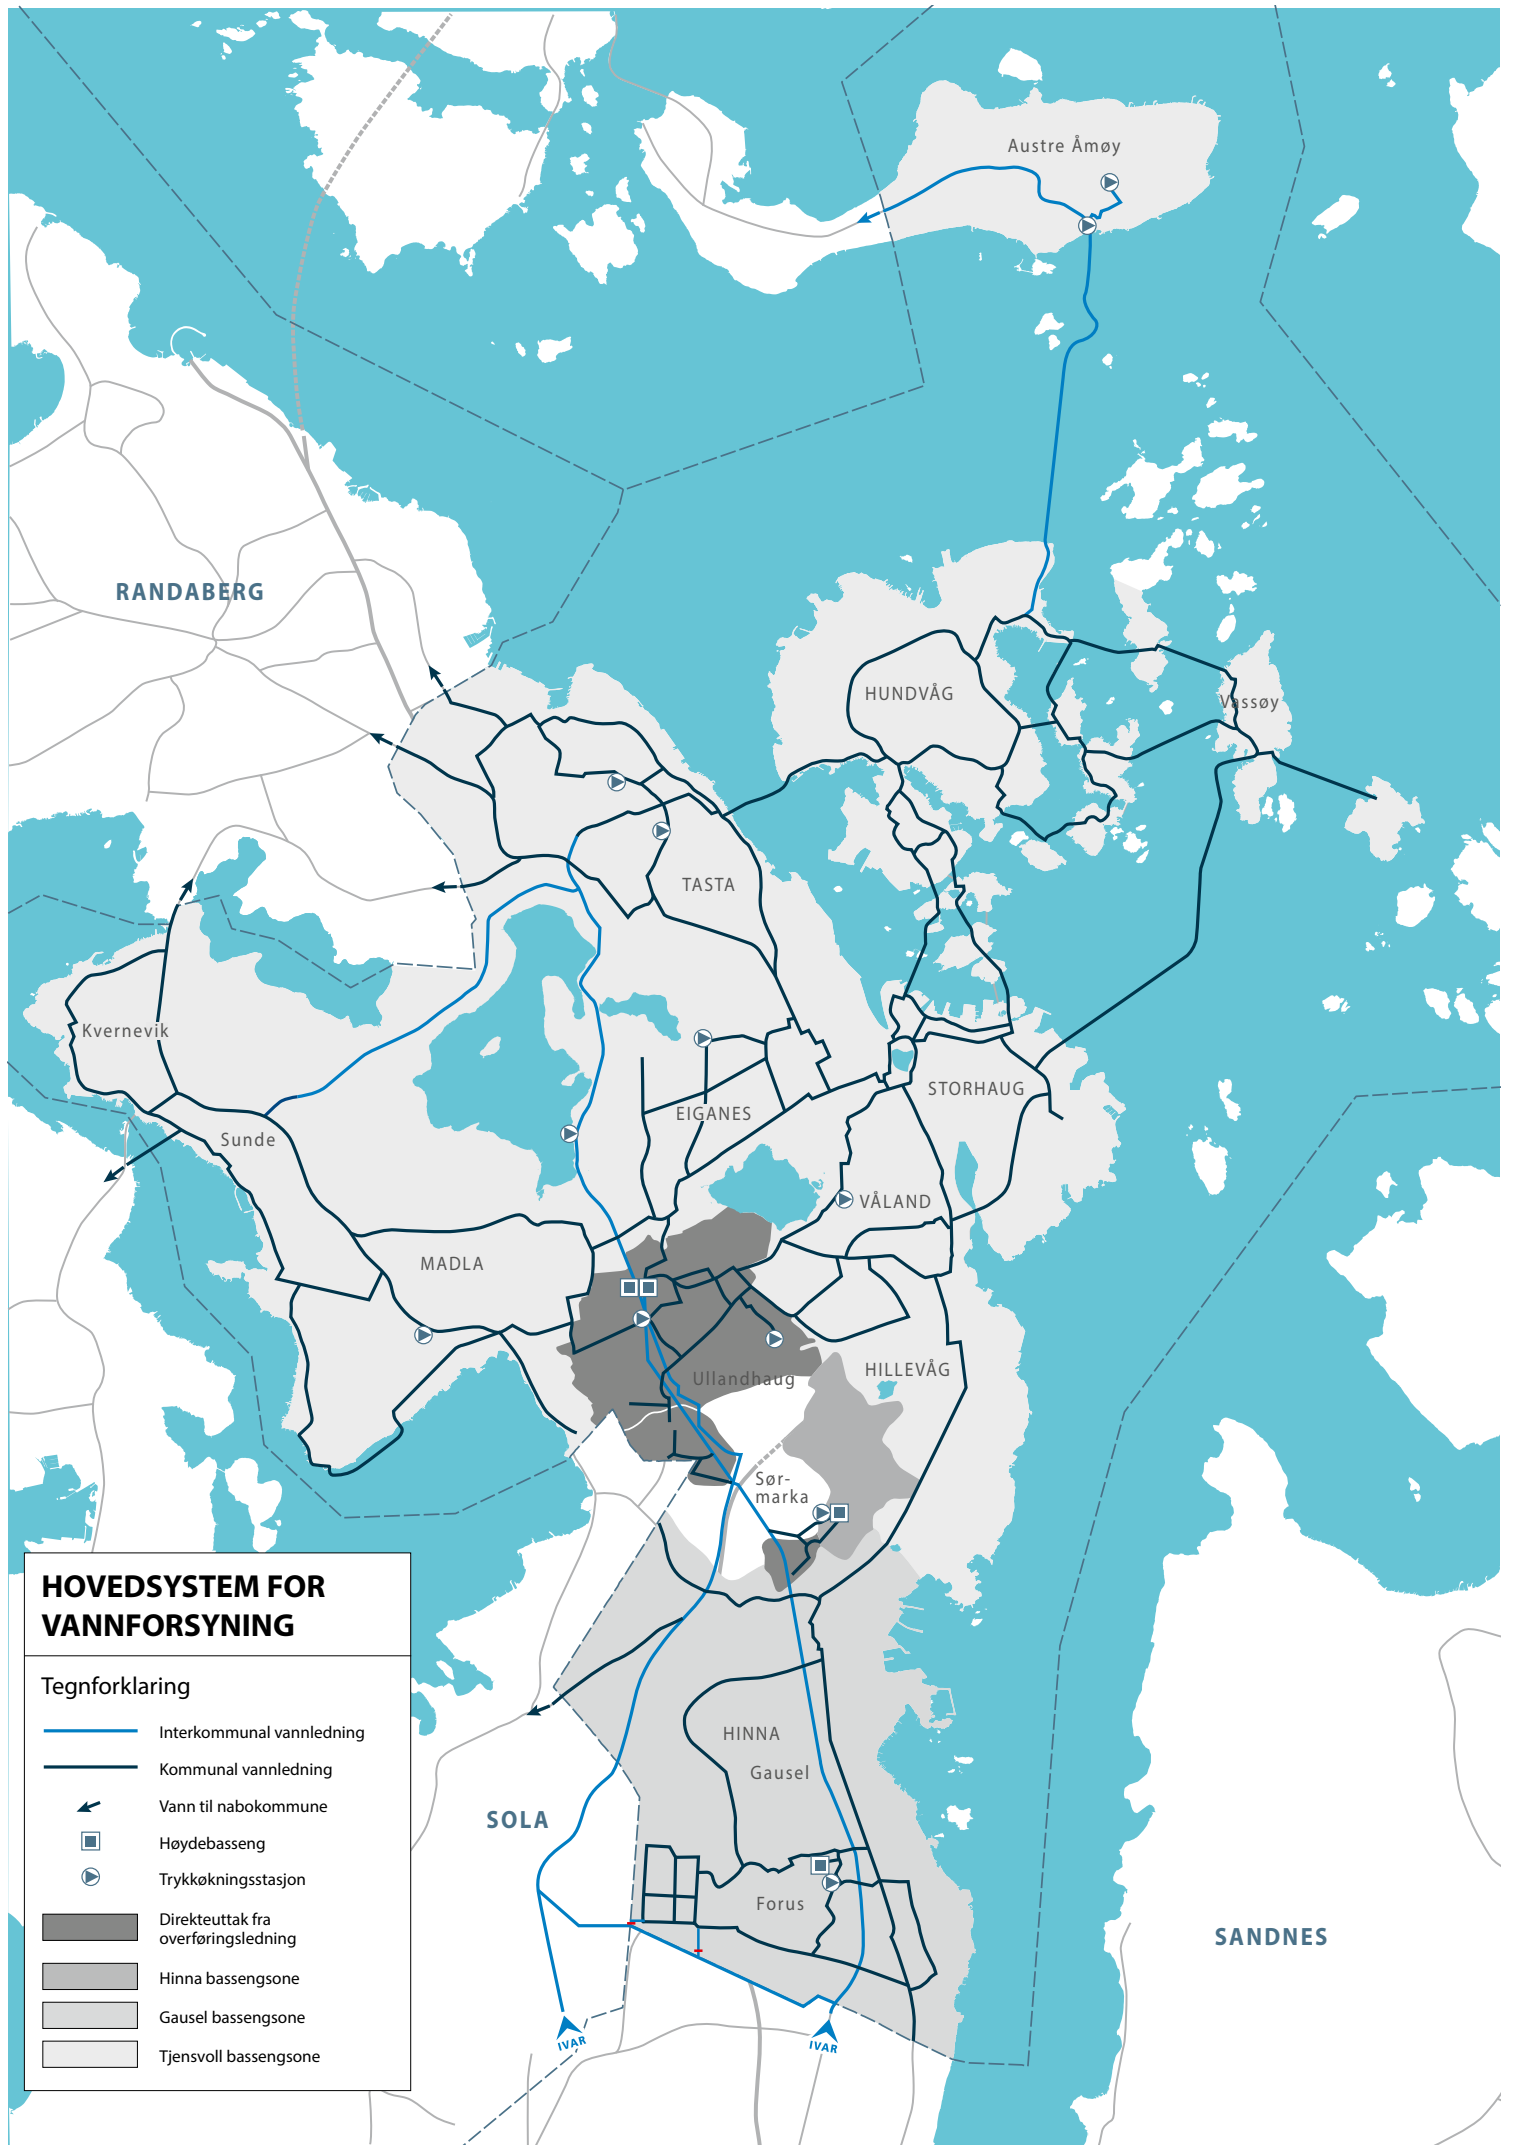 Austre Åmøy
RANDABERG
HUNDVÅG
Vassøy
TASTA
Kvernevik
STORHAUG
EIGANES
Sunde
VÅLAND
MADLA
HILLEVÅG
Ullandhaug
Sør-
marka
HINNA
Gausel
SOLA
Forus
SANDNES
IVAR
IVAR
HOVEDSYSTEM FOR
VANNFORSYNING
Tegnforklaring
Interkommunal vannledning
Kommunal vannledning
Vann til nabokommune
Høydebasseng
Trykkøkningsstasjon
Direkteuttak fra
overføringsledning
Hinna bassengsone
Gausel bassengsone
Tjensvoll bassengsone